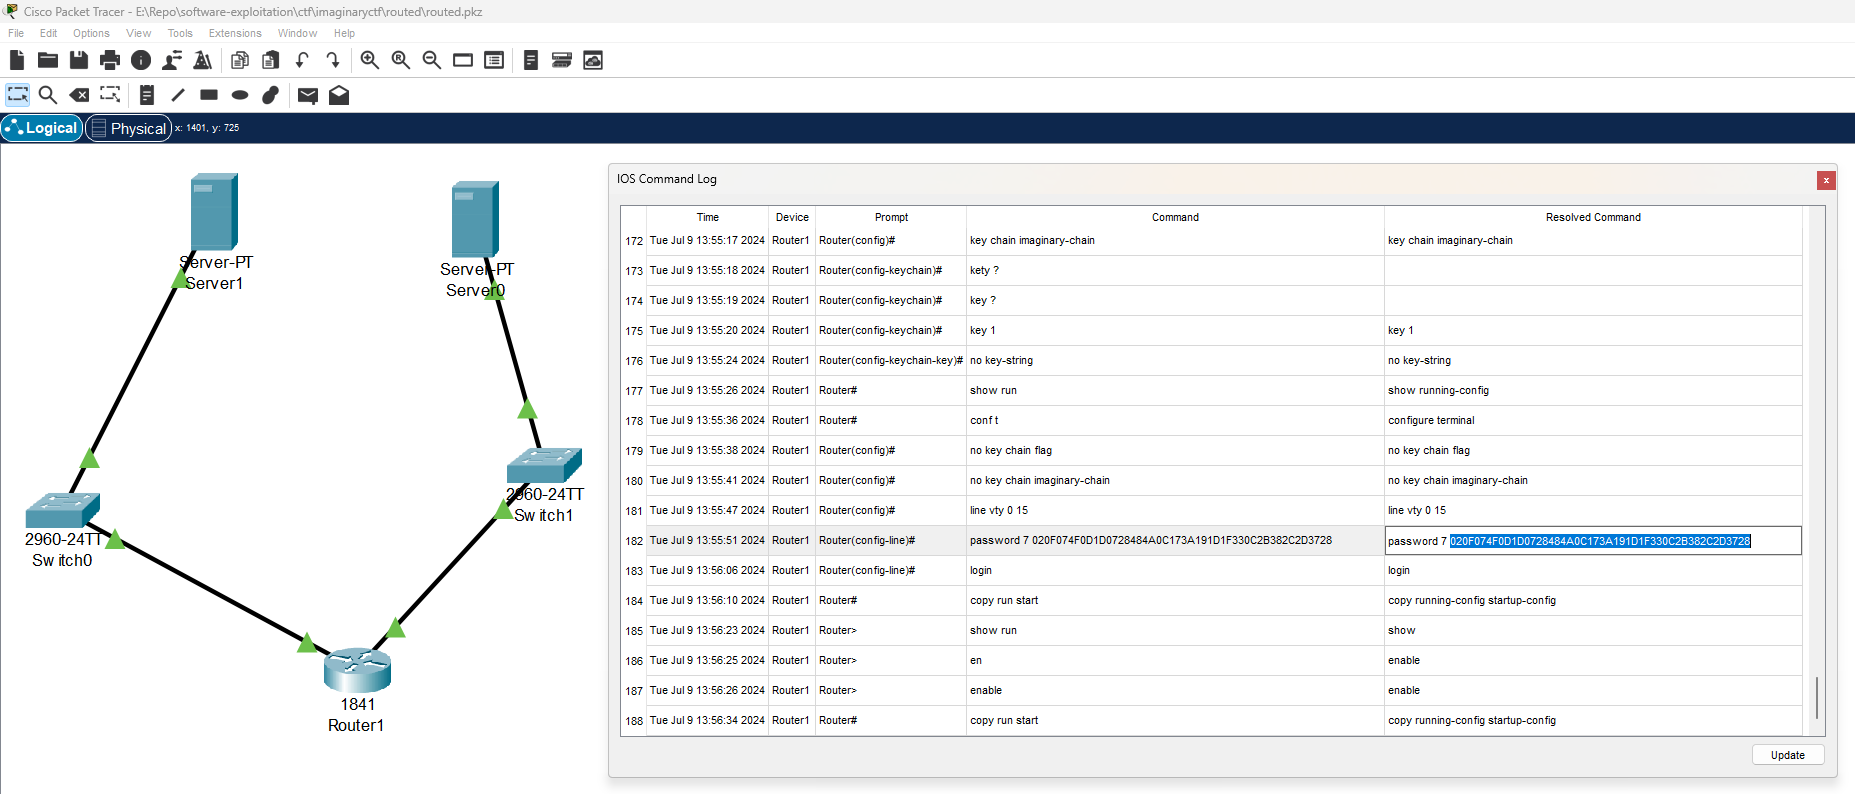 Cisco Packet Tracer - E:\Repo\software-exploitation\ctf\imaginaryctf\routed\routed.pkz
File Edit Options View Tools Extensions Window Help
Logical Physical x: 1401, y: 725
Server-PT
Server1
Server-PT
Server0
2960-24TT
Switch1
2960-24TT
Switch0
1841
Router1
IOS Command Log
x
Time Device Prompt Command Resolved Command
172 Tue Jul 9 13:55:17 2024 Router1 Router(config)# key chain imaginary-chain key chain imaginary-chain
173 Tue Jul 9 13:55:18 2024 Router1 Router(config-keychain)# kety ?
174 Tue Jul 9 13:55:19 2024 Router1 Router(config-keychain)# key ?
175 Tue Jul 9 13:55:20 2024 Router1 Router(config-keychain)# key 1 key 1
176 Tue Jul 9 13:55:24 2024 Router1 Router(config-keychain-key)# no key-string no key-string
177 Tue Jul 9 13:55:26 2024 Router1 Router# show run show running-config
178 Tue Jul 9 13:55:36 2024 Router1 Router# conf t configure terminal
179 Tue Jul 9 13:55:38 2024 Router1 Router(config)# no key chain flag no key chain flag
180 Tue Jul 9 13:55:41 2024 Router1 Router(config)# no key chain imaginary-chain no key chain imaginary-chain
181 Tue Jul 9 13:55:47 2024 Router1 Router(config)# line vty 0 15 line vty 0 15
182 Tue Jul 9 13:55:51 2024 Router1 Router(config-line)# password 7 020F074F0D1D0728484A0C173A191D1F330C2B382C2D3728 password 7 020F074F0D1D0728484A0C173A191D1F330C2B382C2D3728
183 Tue Jul 9 13:56:06 2024 Router1 Router(config-line)# login login
184 Tue Jul 9 13:56:10 2024 Router1 Router# copy run start copy running-config startup-config
185 Tue Jul 9 13:56:23 2024 Router1 Router> show run show
186 Tue Jul 9 13:56:25 2024 Router1 Router> en enable
187 Tue Jul 9 13:56:26 2024 Router1 Router> enable enable
188 Tue Jul 9 13:56:34 2024 Router1 Router# copy run start copy running-config startup-config
Update